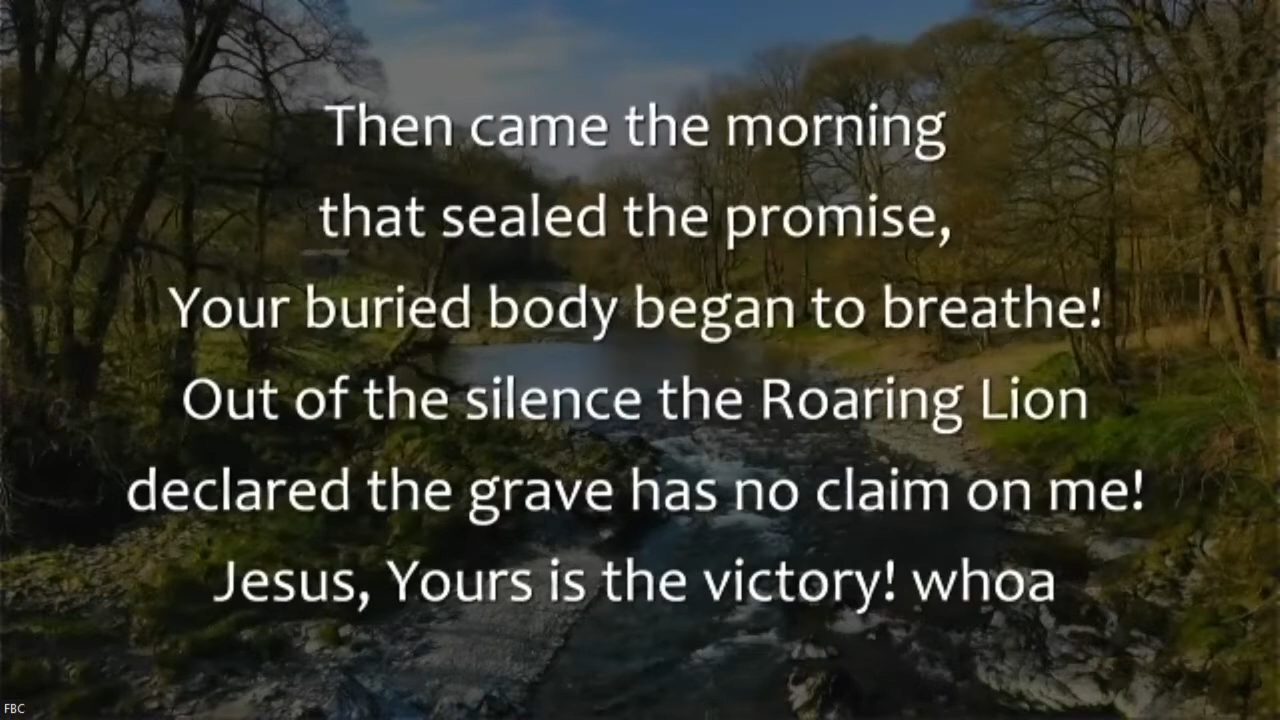 Then came the morning
that sealed the promise,
Your buried body began to breathe!
Out of the silence the Roaring Lion
declared the grave has no claim on me!
Jesus, Yours is the victory! whoa
FBC